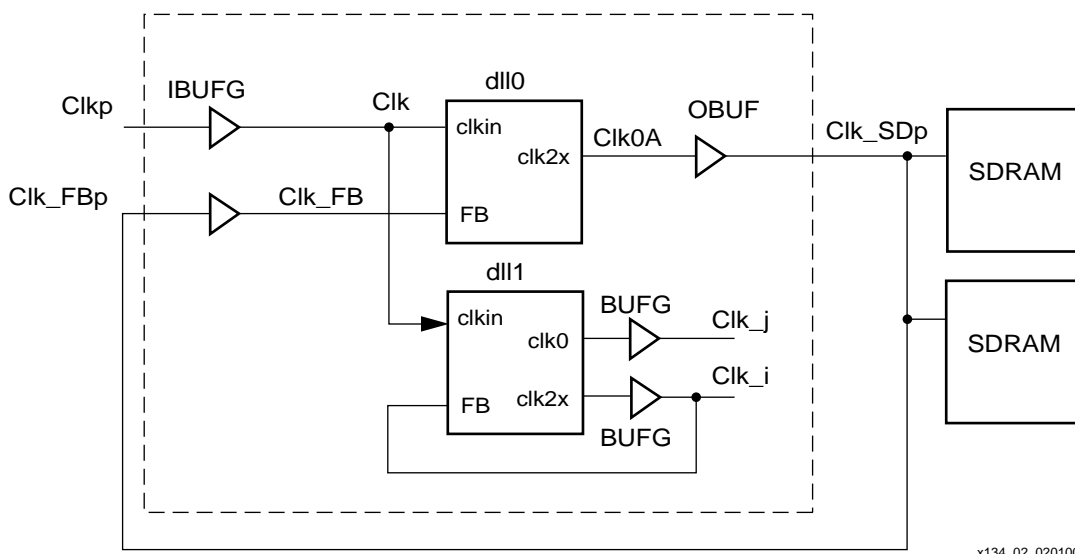 dll0
IBUFG
Clkp
Clk
clkin
clk2x
FB
Clk0A
OBUF
Clk_SDp
SDRAM
Clk_FBp
Clk_FB
dll1
clkin
clk0
FB
clk2x
BUFG
Clk_j
Clk_i
BUFG
SDRAM
x134_02_020100